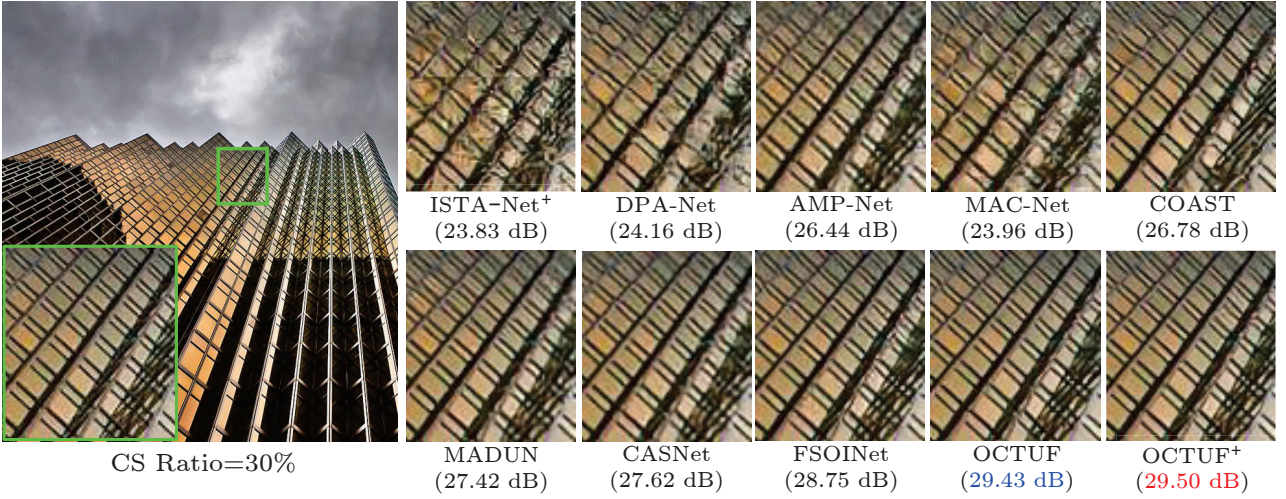 ISTA-Net⁺ DPA-Net AMP-Net MAC-Net COAST
(23.83 dB) (24.16 dB) (26.44 dB) (23.96 dB) (26.78 dB)
MADUN CASNet FSOINet OCTUF OCTUF⁺
(27.42 dB) (27.62 dB) (28.75 dB) (29.43 dB) (29.50 dB)
CS Ratio=30%